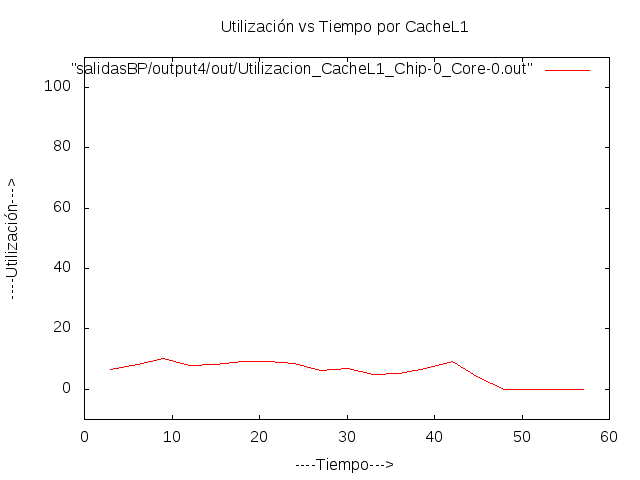 Utilización vs Tiempo por CacheL1
"salidasBP/output4/out/Utilizacion_CacheL1_Chip-0_Core-0.out"
100
80
60
40
20
0
----Utilización--->
0 10 20 30 40 50 60
----Tiempo--->